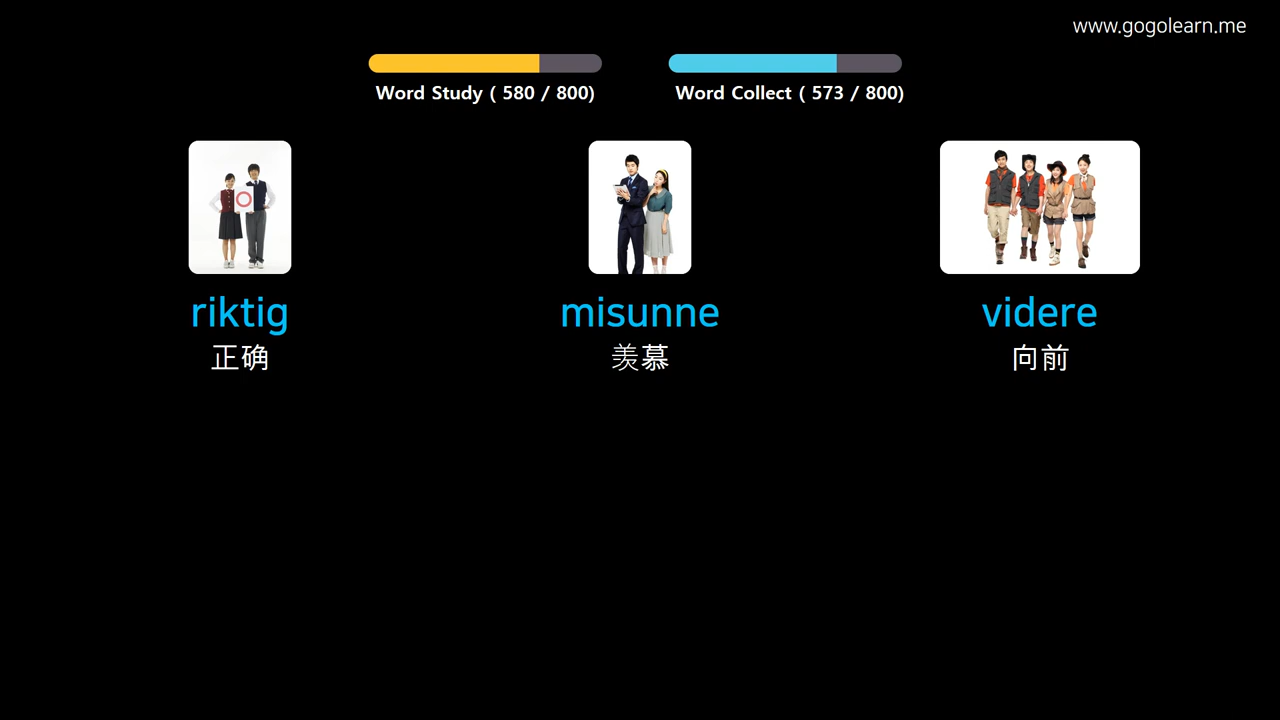 www.gogolearn.me
Word Study ( 580 / 800)
Word Collect ( 573 / 800)
riktig
正确
misunne
羡慕
videre
向前